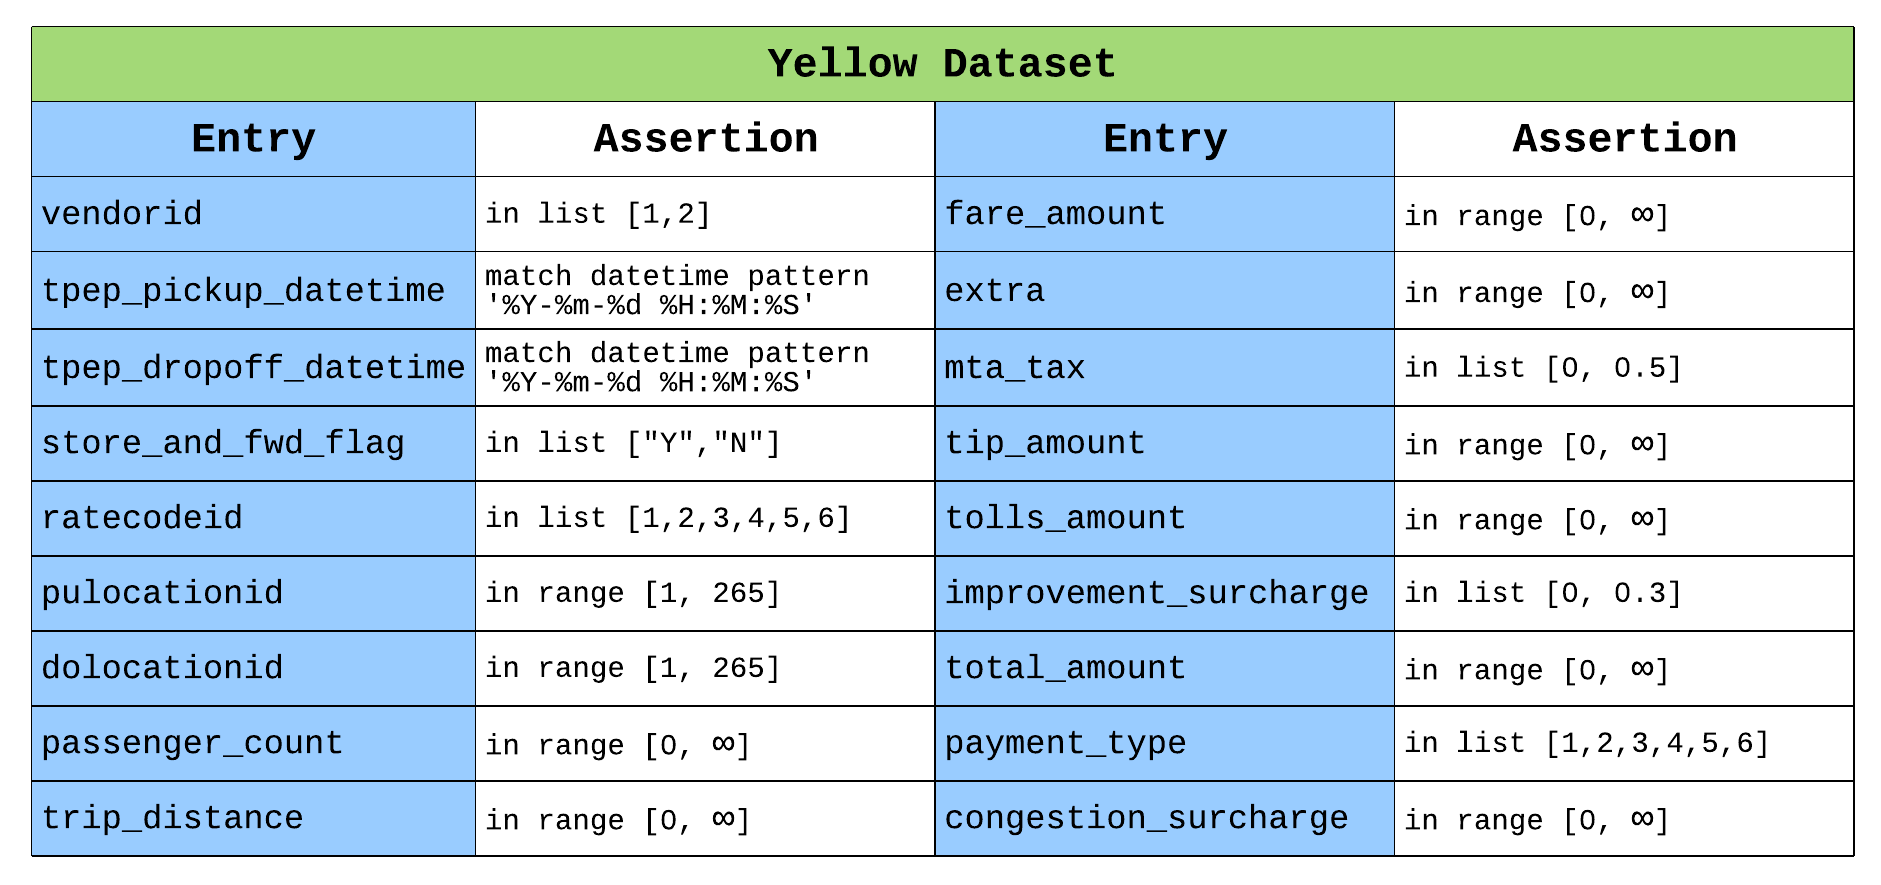 Yellow Dataset
Entry Assertion Entry Assertion
vendorid in list [1,2] fare_amount in range [0, ∞]
tpep_pickup_datetime match datetime pattern
'%Y-%m-%d %H:%M:%S' extra in range [0, ∞]
tpep_dropoff_datetime match datetime pattern
'%Y-%m-%d %H:%M:%S' mta_tax in list [0, 0.5]
store_and_fwd_flag in list ["Y","N"] tip_amount in range [0, ∞]
ratecodeid in list [1,2,3,4,5,6] tolls_amount in range [0, ∞]
pulocationid in range [1, 265] improvement_surcharge in list [0, 0.3]
dolocationid in range [1, 265] total_amount in range [0, ∞]
passenger_count in range [0, ∞] payment_type in list [1,2,3,4,5,6]
trip_distance in range [0, ∞] congestion_surcharge in range [0, ∞]